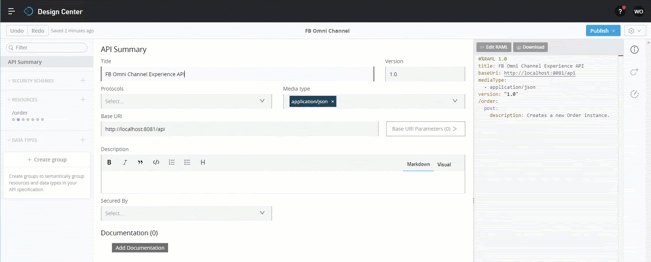 Design Center
?
WO
Undo
Redo
Saved 2 minutes ago
FB Omni Channel
Publish
Filter
API Summary
SECURITY SCHEMES
RESOURCES
/order
DATA TYPES
+ Create group
Create groups to semantically group
resources and data types in your
API specification.
API Summary
Title
FB Omni Channel Experience API
Version
1.0
Protocols
Select...
Media type
application/json ×
Base URI
http://localhost:8081/api
Base URI Parameters (0)
Description
B
I
H
Markdown
Visual
Secured By
Select...
Documentation (0)
Add Documentation
Edit RAML
Download
#%RAML 1.0
title: FB Omni Channel Experience API
baseUri: http://localhost:8081/api
mediaType:
- application/json
version: "1.0"
/order:
post:
description: Creates a new Order instance.